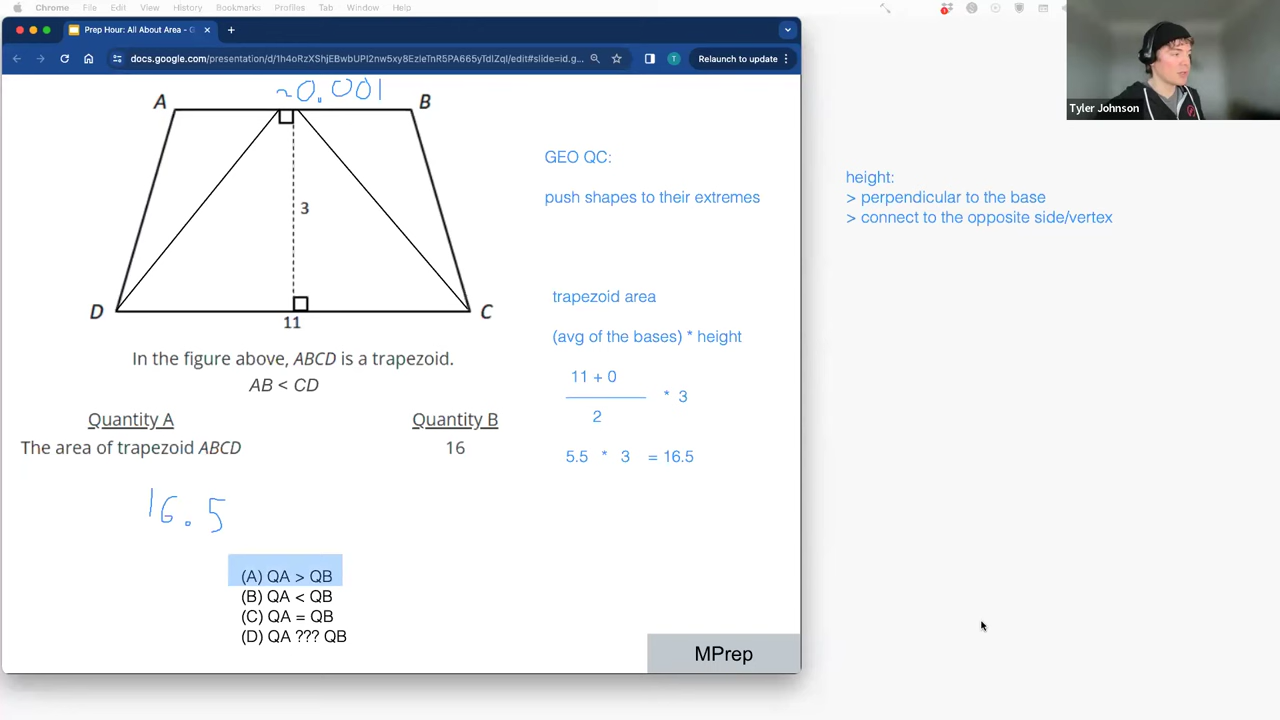 Chrome File Edit View History Bookmarks Profiles Tab Window Help
Prep Hour: All About Area - G
docs.google.com/presentation/d/1h4oRzXShjEBwbUPI2nw5xy8EzleTnR5PA665yTdIZqI/edit#slide=id.g...
T
Relaunch to update
Tyler Johnson
~0.001
A
B
3
D
C
11
In the figure above, ABCD is a trapezoid.
AB < CD
Quantity A
Quantity B
The area of trapezoid ABCD
16
16.5
(A) QA > QB
(B) QA < QB
(C) QA = QB
(D) QA ??? QB
MPrep
GEO QC:
push shapes to their extremes
trapezoid area
(avg of the bases) * height
11 + 0
* 3
2
5.5 * 3 = 16.5
height:
> perpendicular to the base
> connect to the opposite side/vertex